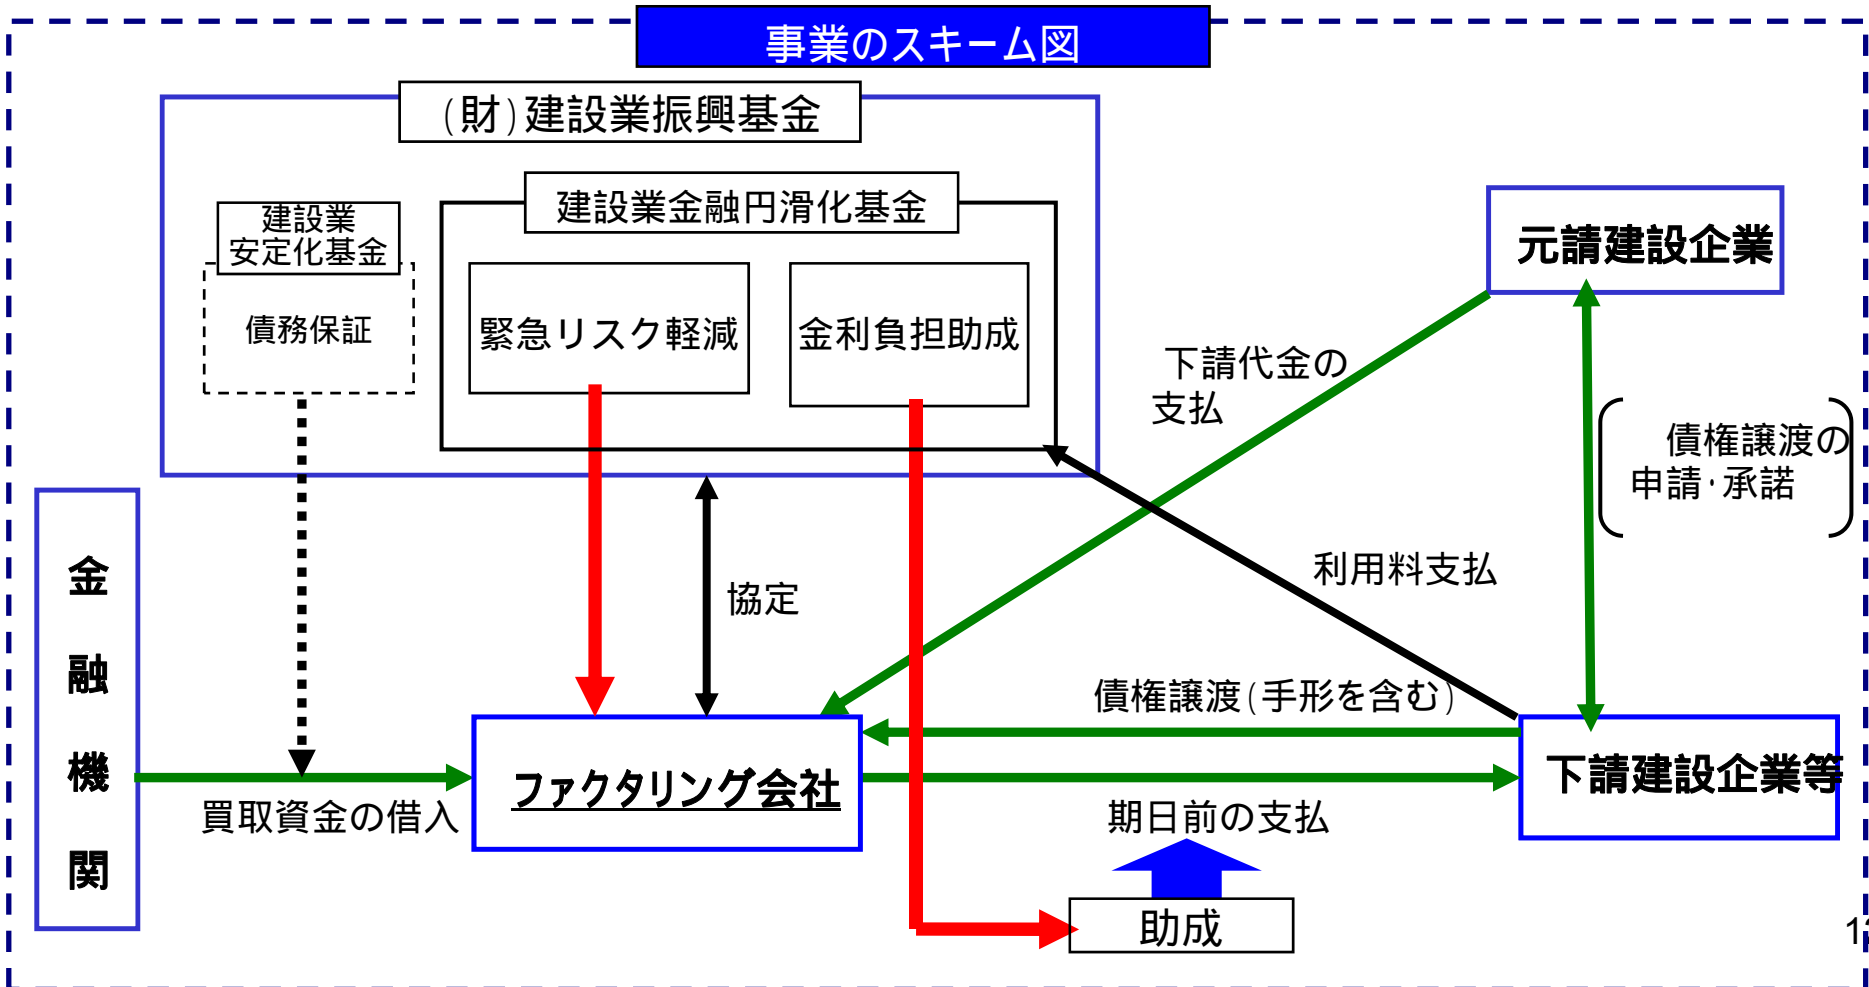 事業のスキーム図
(財)建設業振興基金
建設業金融円滑化基金
建設業
安定化基金
債務保証
緊急リスク軽減
金利負担助成
元請建設企業
下請代金の
支払
債権譲渡の
申請・承諾
利用料支払
協定
債権譲渡(手形を含む)
金
融
機
関
ファクタリング会社
下請建設企業等
買取資金の借入
期日前の支払
助成